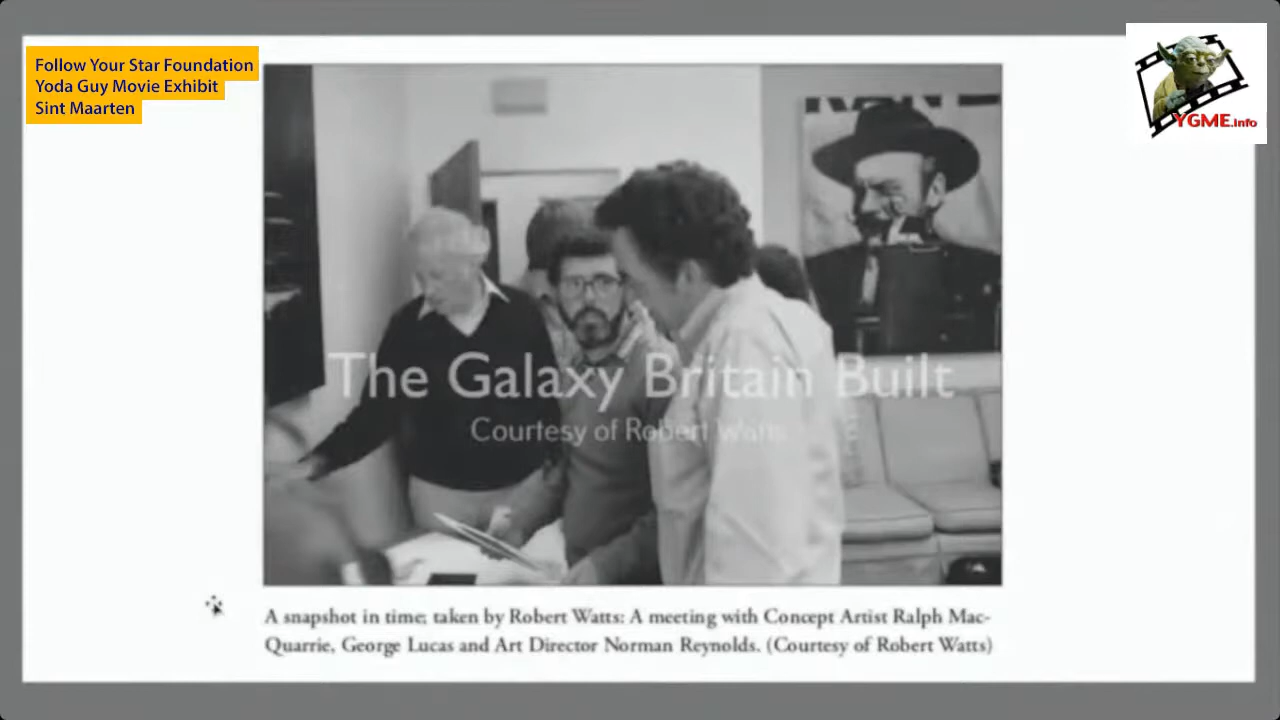 Follow Your Star Foundation
Yoda Guy Movie Exhibit
Sint Maarten
YGME.info
The Galaxy Britain Built
Courtesy of Robert Watts
A snapshot in time; taken by Robert Watts: A meeting with Concept Artist Ralph Mac-
Quarrie, George Lucas and Art Director Norman Reynolds. (Courtesy of Robert Watts)